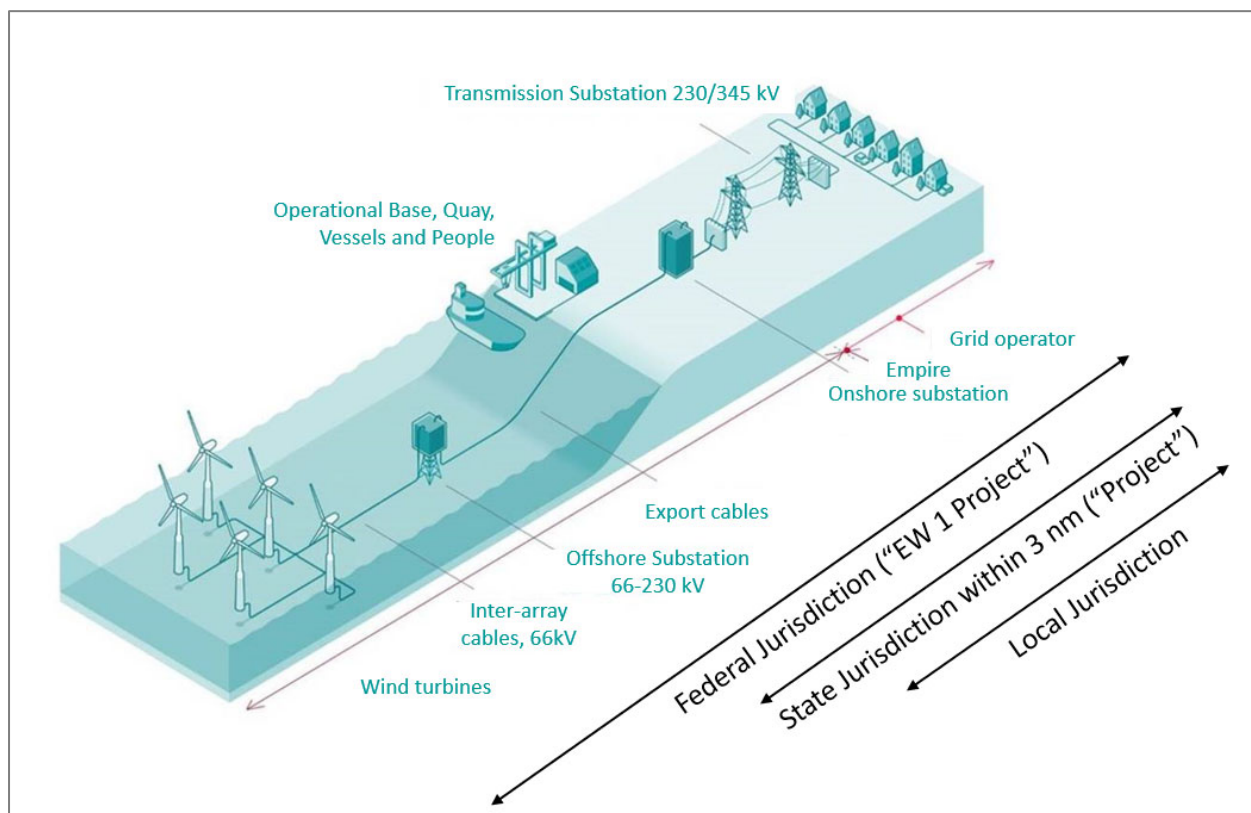 Transmission Substation 230/345 kV
Operational Base, Quay,
Vessels and People
Grid operator
Empire
Onshore substation
Export cables
Offshore Substation
66-230 kV
Inter-array
cables, 66kV
Wind turbines
Federal Jurisdiction (“EW 1 Project”)
State Jurisdiction within 3 nm (“Project”)
Local Jurisdiction